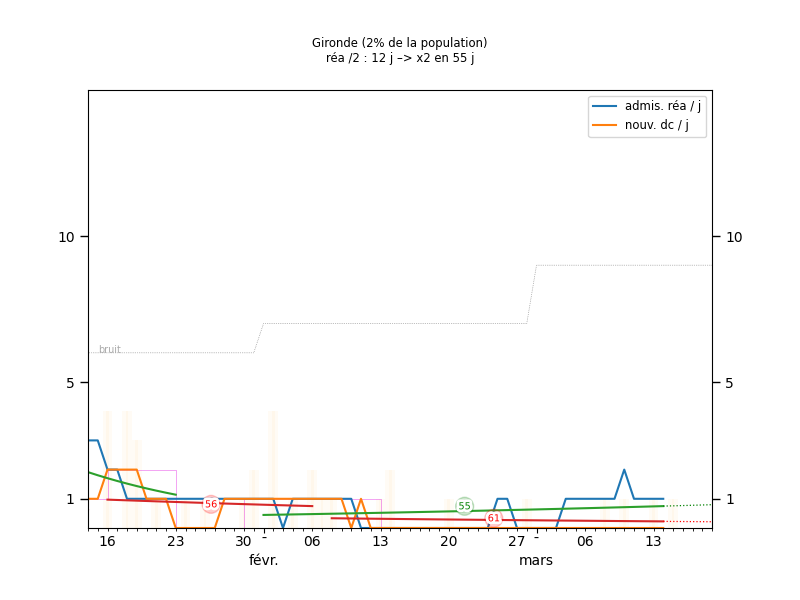 Gironde (2% de la population)
réa /2 : 12 j –> x2 en 55 j
admis. réa / j
nouv. dc / j
10
10
bruit
5
5
56
55
61
1
1
16 23 30 06 13 20 27 06 13
févr. mars